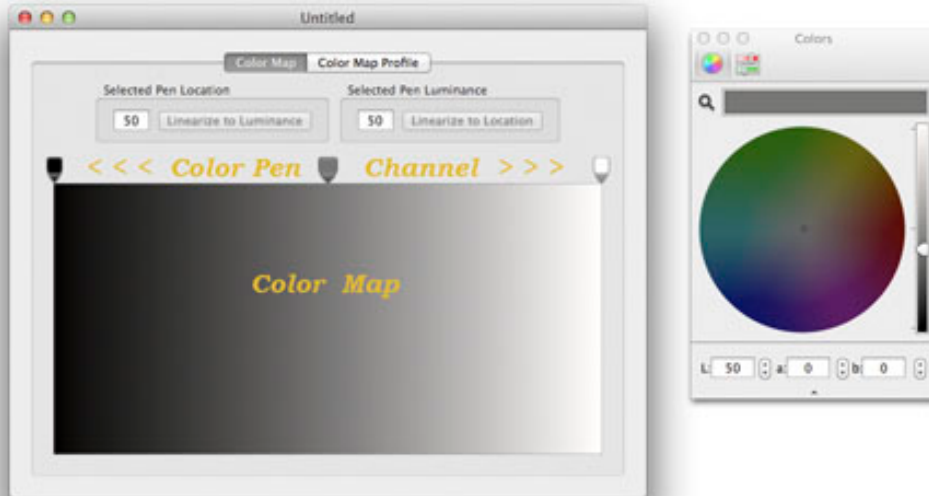 Untitled
Colors
Color Map Color Map Profile
Selected Pen Location Selected Pen Luminance
50 Linearize to Luminance 50 Linearize to Location
< < < Color Pen Channel > > >
Color Map
L: 50 a: 0 b: 0